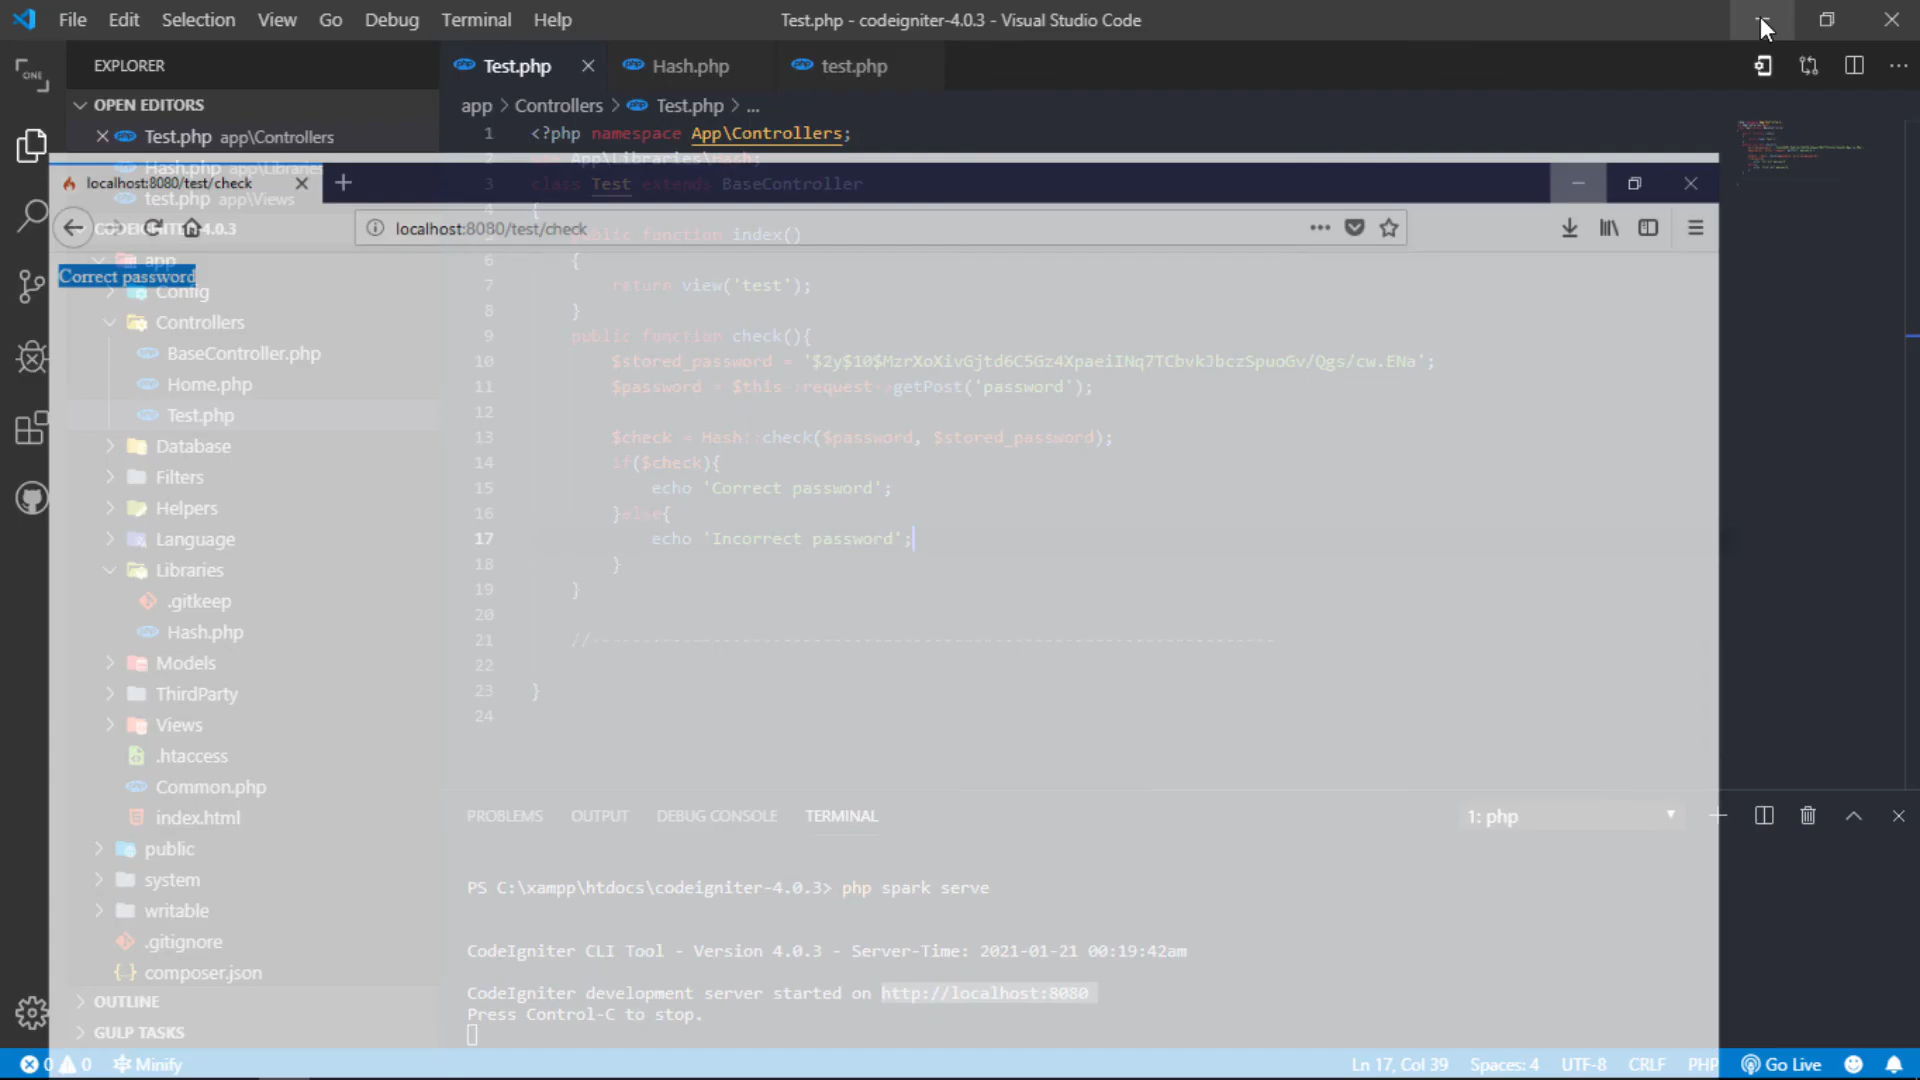 File Edit Selection View Go Debug Terminal Help
Test.php - codeigniter-4.0.3 - Visual Studio Code
ONE
EXPLORER
Test.php
Hash.php
test.php
OPEN EDITORS
app > Controllers > Test.php > ...
Test.php app\Controllers
Hash.php app\Libraries
test.php app\Views
localhost:8080/test/check
localhost:8080/test/check
CODEIGNITER-4.0.3
Correct password
app
Config
Controllers
BaseController.php
Home.php
Test.php
Database
Filters
Helpers
Language
Libraries
.gitkeep
Hash.php
Models
ThirdParty
Views
.htaccess
Common.php
index.html
public
system
writable
.gitignore
composer.json
OUTLINE
GULP TASKS
1 <?php namespace App\Controllers;
2 App\Libraries\Hash;
3 class Test extends BaseController
4 {
public function index()
6 {
7 return view('test');
8 }
9 public function check(){
10 $stored_password = '$2y$10$MzrXoXivGjtd6C5Gz4XpaeiINq7TCbvkJbczSpuoGv/Qgs/cw.ENa';
11 $password = $this->request->getPost('password');
12
13 $check = Hash::check($password, $stored_password);
14 if($check){
15 echo 'Correct password';
16 }else{
17 echo 'Incorrect password';
18 }
19 }
20
21 //--------------------------------------------------------------------
22
23 }
24
PROBLEMS OUTPUT DEBUG CONSOLE TERMINAL
1: php
PS C:\xampp\htdocs\codeigniter-4.0.3> php spark serve
CodeIgniter CLI Tool - Version 4.0.3 - Server-Time: 2021-01-21 00:19:42am
CodeIgniter development server started on http://localhost:8080
Press Control-C to stop.
0 0 Minify
Ln 17, Col 39 Spaces: 4 UTF-8 CRLF PHP Go Live